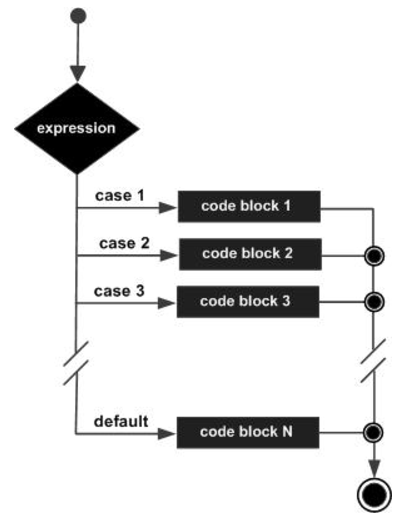 expression
case 1
code block 1
case 2
code block 2
case 3
code block 3
default
code block N